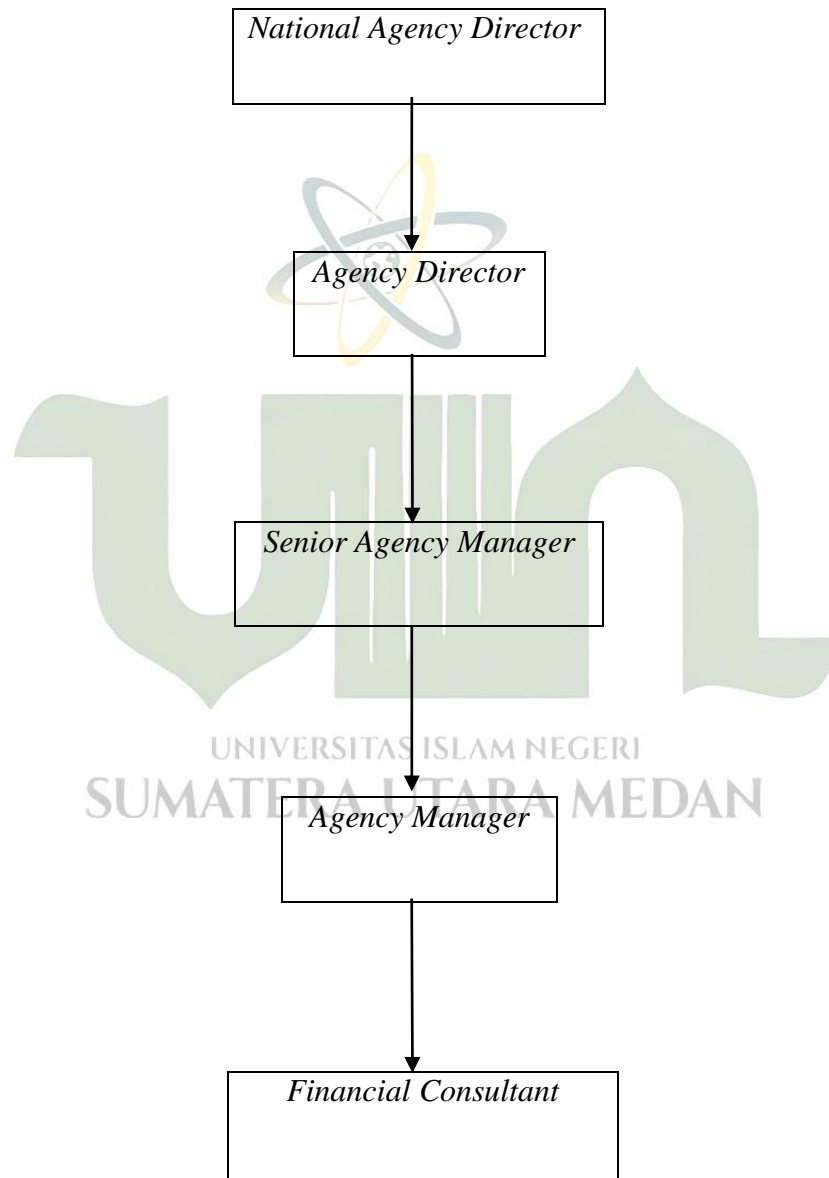 National Agency Director
Agency Director
Senior Agency Manager
UNIVERSITAS ISLAM NEGERI
SUMATERA UTARA MEDAN
Agency Manager
Financial Consultant